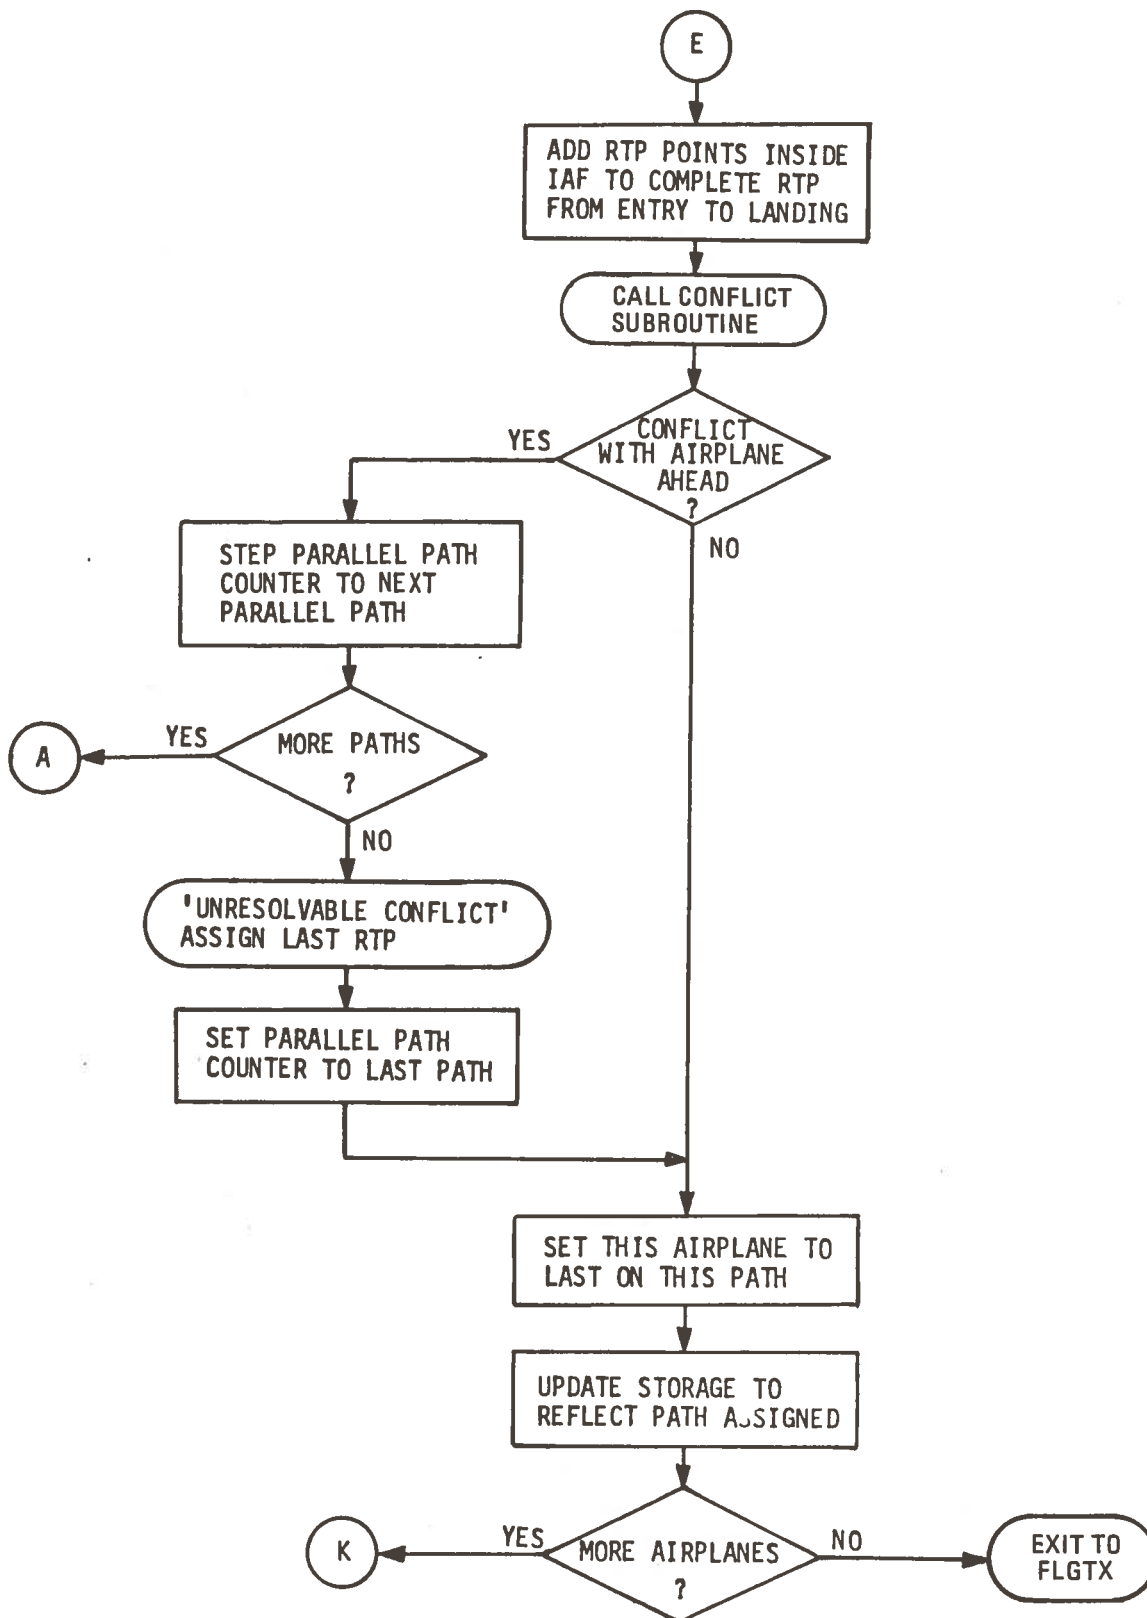 E
ADD RTP POINTS INSIDE
IAF TO COMPLETE RTP
FROM ENTRY TO LANDING
CALL CONFLICT
SUBROUTINE
CONFLICT
WITH AIRPLANE
AHEAD
?
YES
NO
STEP PARALLEL PATH
COUNTER TO NEXT
PARALLEL PATH
MORE PATHS
?
YES
A
NO
'UNRESOLVABLE CONFLICT'
ASSIGN LAST RTP
SET PARALLEL PATH
COUNTER TO LAST PATH
SET THIS AIRPLANE TO
LAST ON THIS PATH
UPDATE STORAGE TO
REFLECT PATH ASSIGNED
MORE AIRPLANES
?
YES
K
NO
EXIT TO
FLGTX